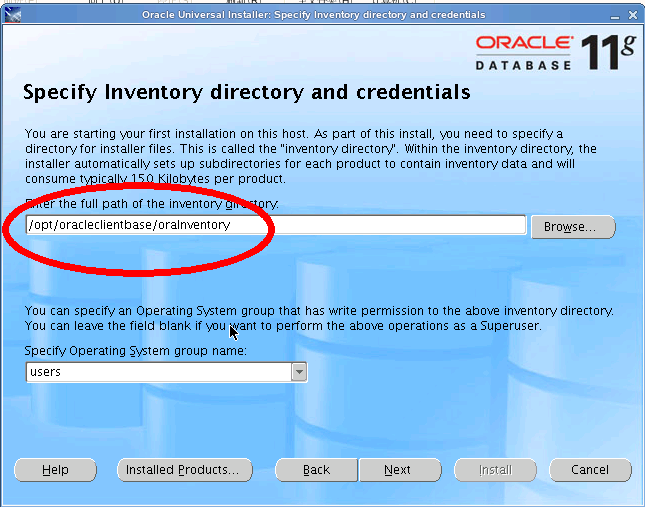 Oracle Universal Installer: Specify Inventory directory and credentials
ORACLE
DATABASE 11g
Specify Inventory directory and credentials
You are starting your first installation on this host. As part of this install, you need to specify a
directory for installer files. This is called the "inventory directory". Within the inventory directory, the
installer automatically sets up subdirectories for each product to contain inventory data and will
consume typically 150 Kilobytes per product.
Enter the full path of the inventory directory:
/opt/oracleclientbase/oraInventory
Browse...
You can specify an Operating System group that has write permission to the above inventory directory.
You can leave the field blank if you want to perform the above operations as a Superuser.
Specify Operating System group name:
users
Help Installed Products... Back Next Install Cancel